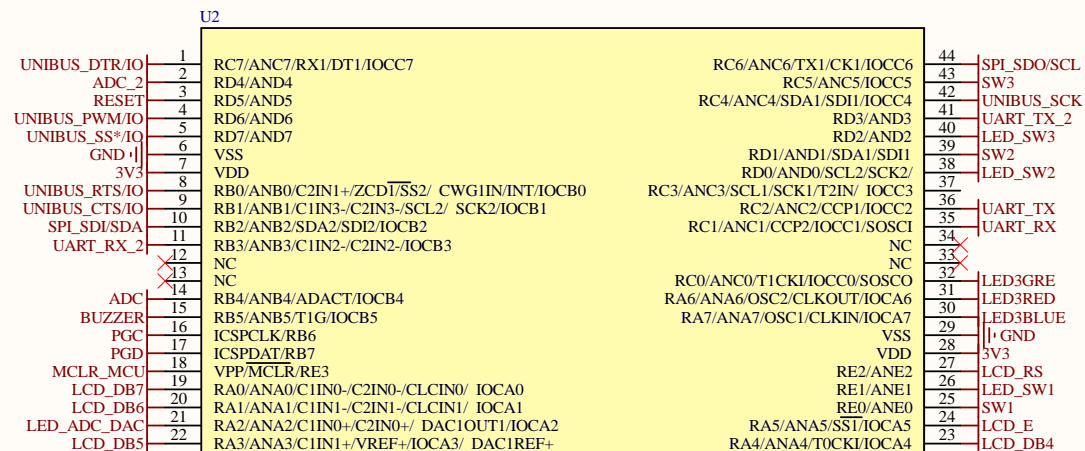 U2
UNIBUS_DTR/IO 1 RC7/ANC7/RX1/DT1/IOCC7 RC6/ANC6/TX1/CK1/IOCC6 44 SPI_SDO/SCL
ADC_2 2 RD4/AND4 RC5/ANC5/IOCC5 43 SW3
RESET 3 RD5/AND5 RC4/ANC4/SDA1/SDI1/IOCC4 42 UNIBUS_SCK
UNIBUS_PWM/IO 4 RD6/AND6 RD3/AND3 41 UART_TX_2
UNIBUS_SS*/IO 5 RD7/AND7 RD2/AND2 40 LED_SW3
GND 6 VSS RD1/AND1/SDA1/SDI1 39 SW2
3V3 7 VDD RD0/AND0/SCL2/SCK2/ 38 LED_SW2
UNIBUS_RTS/IO 8 RB0/ANB0/C2IN1+/ZCD1/SS2/ CWG1IN/INT/IOCB0 RC3/ANC3/SCL1/SCK1/T2IN/ IOCC3 37
UNIBUS_CTS/IO 9 RB1/ANB1/C1IN3-/C2IN3-/SCL2/ SCK2/IOCB1 RC2/ANC2/CCP1/IOCC2 36 UART_TX
SPI_SDI/SDA 10 RB2/ANB2/SDA2/SDI2/IOCB2 RC1/ANC1/CCP2/IOCC1/SOSCI 35 UART_RX
UART_RX_2 11 RB3/ANB3/C1IN2-/C2IN2-/IOCB3 NC 34
12 NC NC 33
13 NC RC0/ANC0/T1CKI/IOCC0/SOSCO 32 LED3GRE
ADC 14 RB4/ANB4/ADACT/IOCB4 RA6/ANA6/OSC2/CLKOUT/IOCA6 31 LED3RED
BUZZER 15 RB5/ANB5/T1G/IOCB5 RA7/ANA7/OSC1/CLKIN/IOCA7 30 LED3BLUE
PGC 16 ICSPCLK/RB6 VSS 29 GND
PGD 17 ICSPDAT/RB7 VDD 28 3V3
MCLR_MCU 18 VPP/MCLR/RE3 RE2/ANE2 27 LCD_RS
LCD_DB7 19 RA0/ANA0/C1IN0-/C2IN0-/CLCIN0/ IOCA0 RE1/ANE1 26 LED_SW1
LCD_DB6 20 RA1/ANA1/C1IN1-/C2IN1-/CLCIN1/ IOCA1 RE0/ANE0 25 SW1
LED_ADC_DAC 21 RA2/ANA2/C1IN0+/C2IN0+/ DAC1OUT1/IOCA2 RA5/ANA5/SS1/IOCA5 24 LCD_E
LCD_DB5 22 RA3/ANA3/C1IN1+/VREF+/IOCA3/ DAC1REF+ RA4/ANA4/T0CKI/IOCA4 23 LCD_DB4